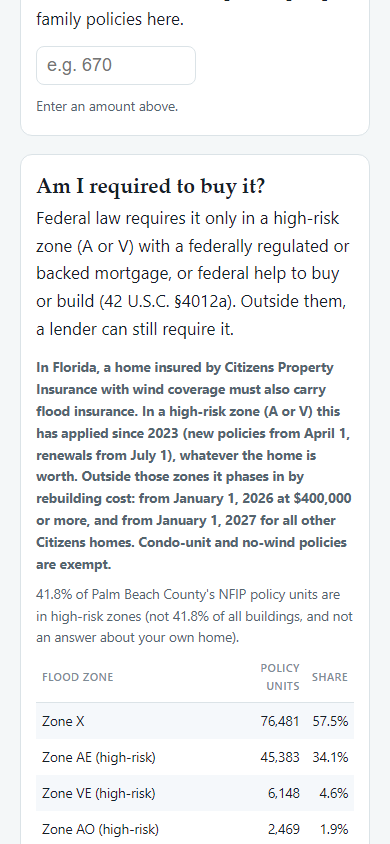 family policies here.
e.g. 670
Enter an amount above.
Am I required to buy it?
Federal law requires it only in a high-risk
zone (A or V) with a federally regulated or
backed mortgage, or federal help to buy
or build (42 U.S.C. §4012a). Outside them,
a lender can still require it.
In Florida, a home insured by Citizens Property
Insurance with wind coverage must also carry
flood insurance. In a high-risk zone (A or V) this
has applied since 2023 (new policies from April 1,
renewals from July 1), whatever the home is
worth. Outside those zones it phases in by
rebuilding cost: from January 1, 2026 at $400,000
or more, and from January 1, 2027 for all other
Citizens homes. Condo-unit and no-wind policies
are exempt.
41.8% of Palm Beach County's NFIP policy units are
in high-risk zones (not 41.8% of all buildings, and not
an answer about your own home).
FLOOD ZONE POLICY UNITS SHARE
Zone X 76,481 57.5%
Zone AE (high-risk) 45,383 34.1%
Zone VE (high-risk) 6,148 4.6%
Zone AO (high-risk) 2,469 1.9%